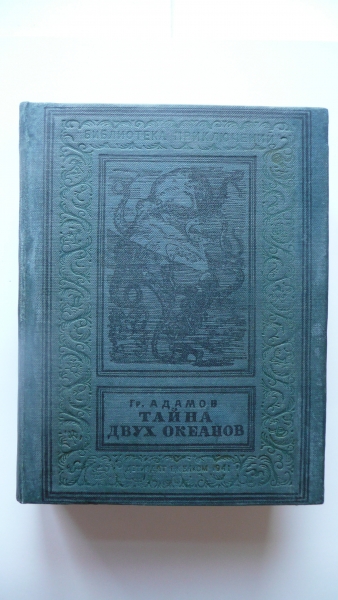 БИБЛИОТЕКА ПРИКЛЮЧЕНИЙ
Гр. АДАМОВ
ТАЙНА
ДВУХ ОКЕАНОВ